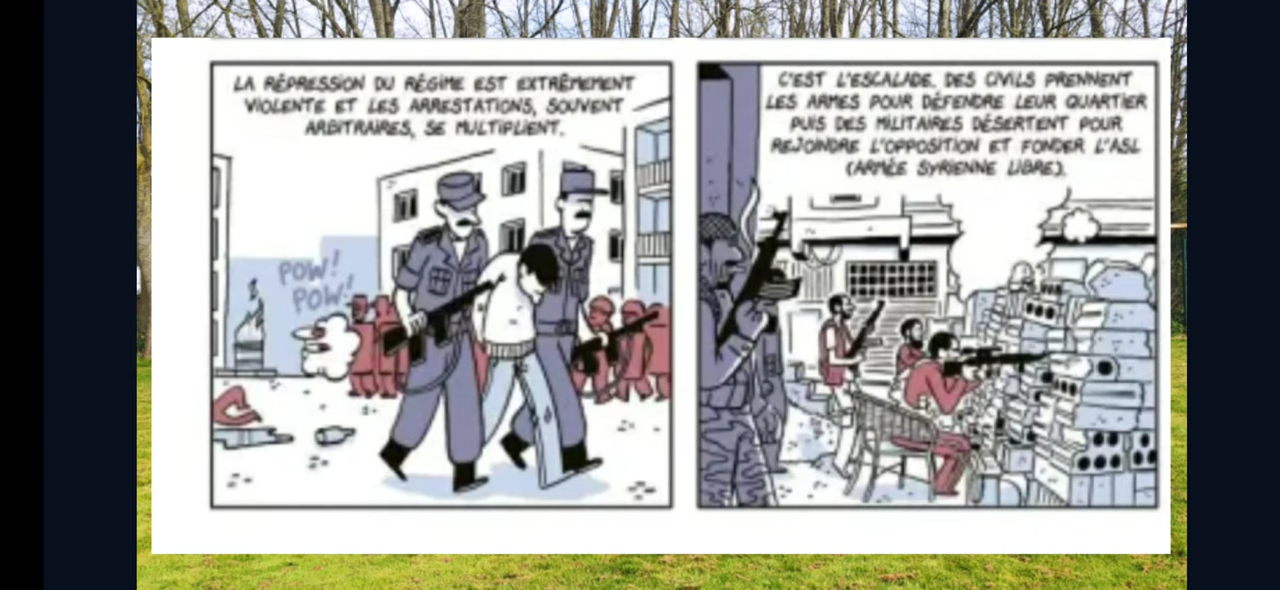 LA RÉPRESSION DU RÉGIME EST EXTRÊMEMENT
VIOLENTE ET LES ARRESTATIONS, SOUVENT
ARBITRAIRES, SE MULTIPLIENT.
POW!
POW!
C'EST L'ESCALADE. DES CIVILS PRENNENT
LES ARMES POUR DÉFENDRE LEUR QUARTIER
PUIS DES MILITAIRES DÉSERTENT POUR
REJOINDRE L'OPPOSITION ET FONDER L'ASL
(ARMÉE SYRIENNE LIBRE).